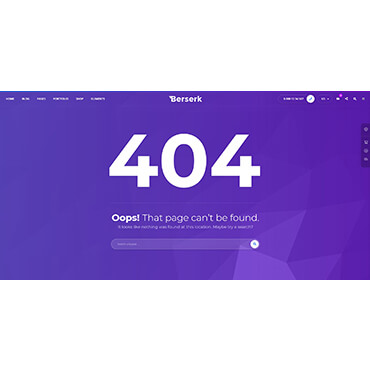 HOME BLOG PAGES PORTFOLIO SHOP ELEMENTS
Berserk
404
Oops! That page can't be found.
It looks like nothing was found at this location. Maybe try a search?